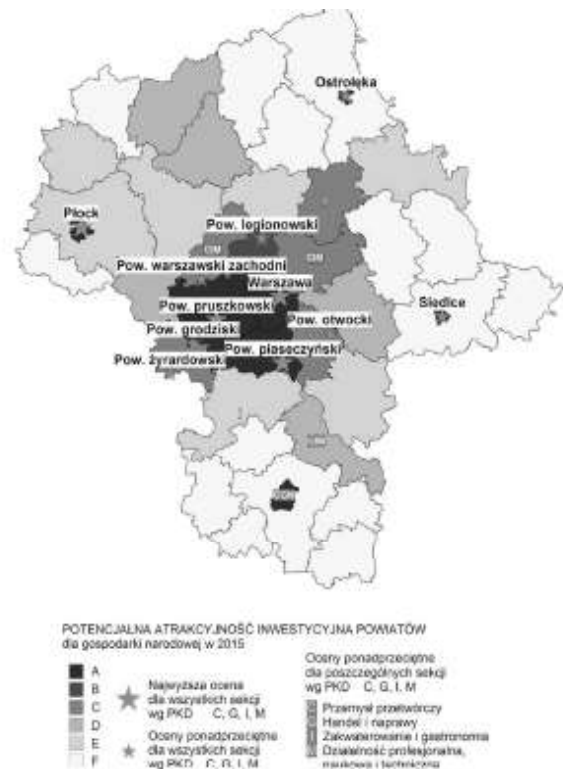 Ostrołęka
Płock
Pow. legionowski
GIM
GIM
Pow. warszawski zachodni
Warszawa
Pow. pruszkowski
Siedlce
Pow. otwocki
Pow. grodziski
Pow. piaseczyński
Pow. żyrardowski
POTENCJALNA ATRAKCYJNOŚĆ INWESTYCYJNA POWIATÓW
dla gospodarki narodowej w 2015
A
B
C
D
E
F
Najwyższa ocena
dla wszystkich sekcji
wg PKD C, G, I, M
Oceny ponadprzeciętne
dla wszystkich sekcji
wg PKD C, G, I, M
Oceny ponadprzeciętne
dla poszczególnych sekcji
wg PKD C, G, I, M
Przemysł przetwórczy
Handel i naprawy
Zakwaterowanie i gastronomia
Działalność profesjonalna,
naukowa i techniczna